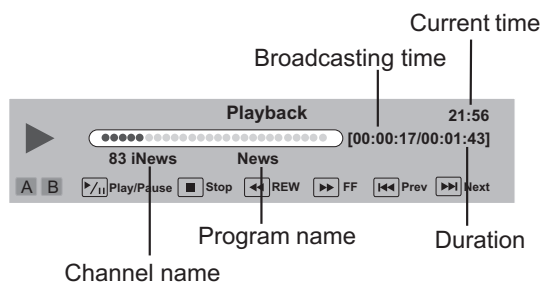 Current time
Broadcasting time
Playback
21:56
[00:00:17/00:01:43]
83 iNews News
A B Play/Pause Stop REW FF Prev Next
Program name
Duration
Channel name